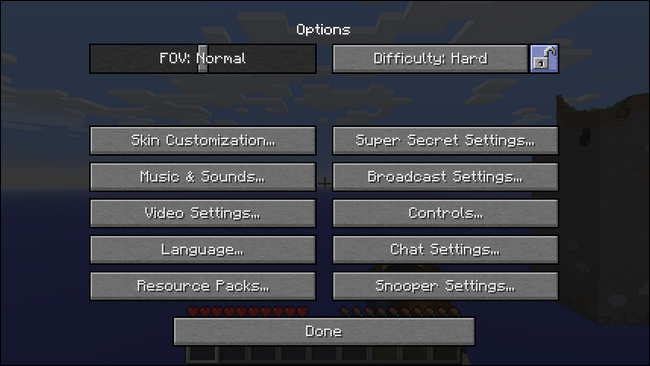 Options
FOV: Normal
Difficulty: Hard
Skin Customization...
Super Secret Settings...
Music & Sounds...
Broadcast Settings...
Video Settings...
Controls...
Language...
Chat Settings...
Resource Packs...
Snooper Settings...
Done